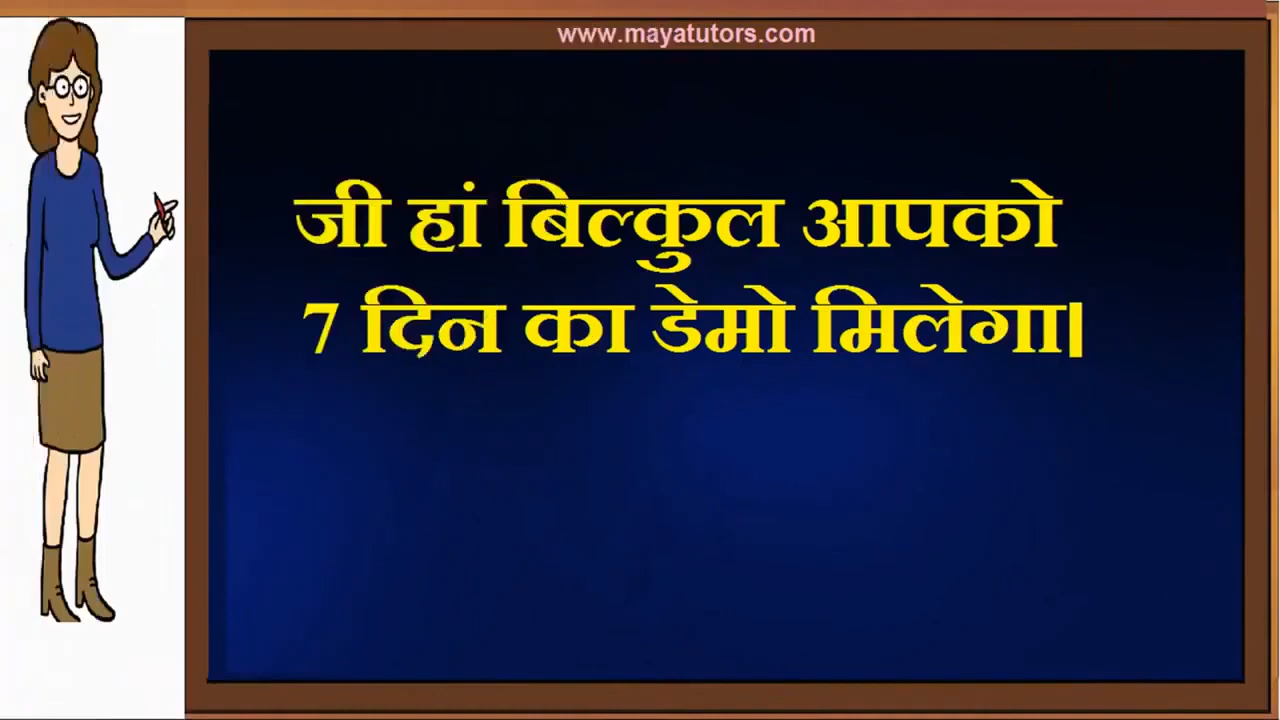 www.mayatutors.com
जी हां बिल्कुल आपको
7 दिन का डेमो मिलेगा।